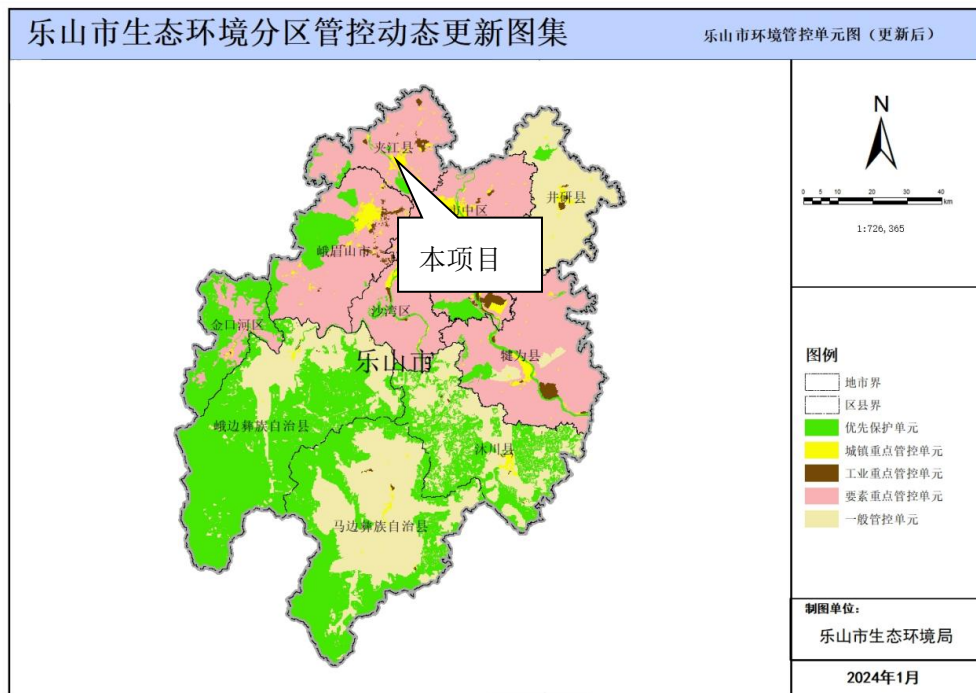 乐山市生态环境分区管控动态更新图集
乐山市环境管控单元图（更新后）
N
0 5 10 20 30 40
km
1:726,365
夹江县
市中区
井研县
本项目
峨眉山市
沙湾区
金口河区
乐山市
犍为县
峨边彝族自治县
沐川县
马边彝族自治县
图例
地市界
区县界
优先保护单元
城镇重点管控单元
工业重点管控单元
要素重点管控单元
一般管控单元
制图单位：
乐山市生态环境局
2024年1月